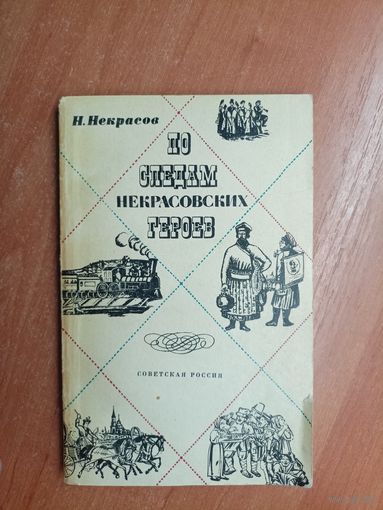 Н. Некрасов
ПО
СЛЕДАМ
НЕКРАСОВСКИХ
ГЕРОЕВ
СОВЕТСКАЯ РОССИЯ